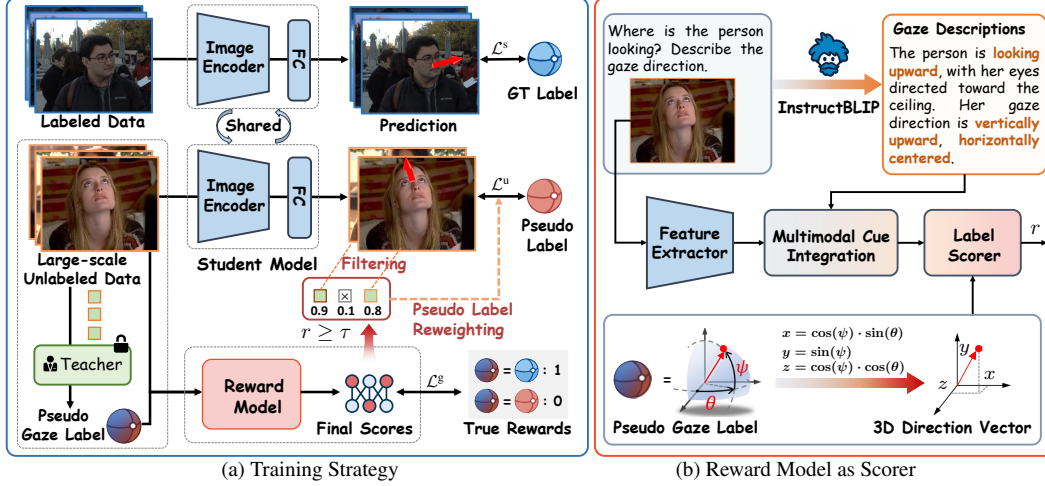 Image
Encoder
FC
ℒˢ
GT Label
Labeled Data
Prediction
Shared
Image
Encoder
FC
ℒᵘ
Pseudo
Label
Large-scale
Unlabeled Data
Student Model
Filtering
0.9 0.1 0.8
r ≥ τ
Pseudo Label
Reweighting
Teacher
Pseudo
Gaze Label
Reward
Model
Final Scores
ℒᵍ
= : 1
= : 0
True Rewards
(a) Training Strategy
Where is the person
looking? Describe the
gaze direction.
InstructBLIP
Gaze Descriptions
The person is looking
upward, with her eyes
directed toward the
ceiling. Her gaze
direction is vertically
upward, horizontally
centered.
Feature
Extractor
Multimodal Cue
Integration
Label
Scorer
r
=
ψ
θ
Pseudo Gaze Label
x = cos(ψ) · sin(θ)
y = sin(ψ)
z = cos(ψ) · cos(θ)
y
x
z
3D Direction Vector
(b) Reward Model as Scorer